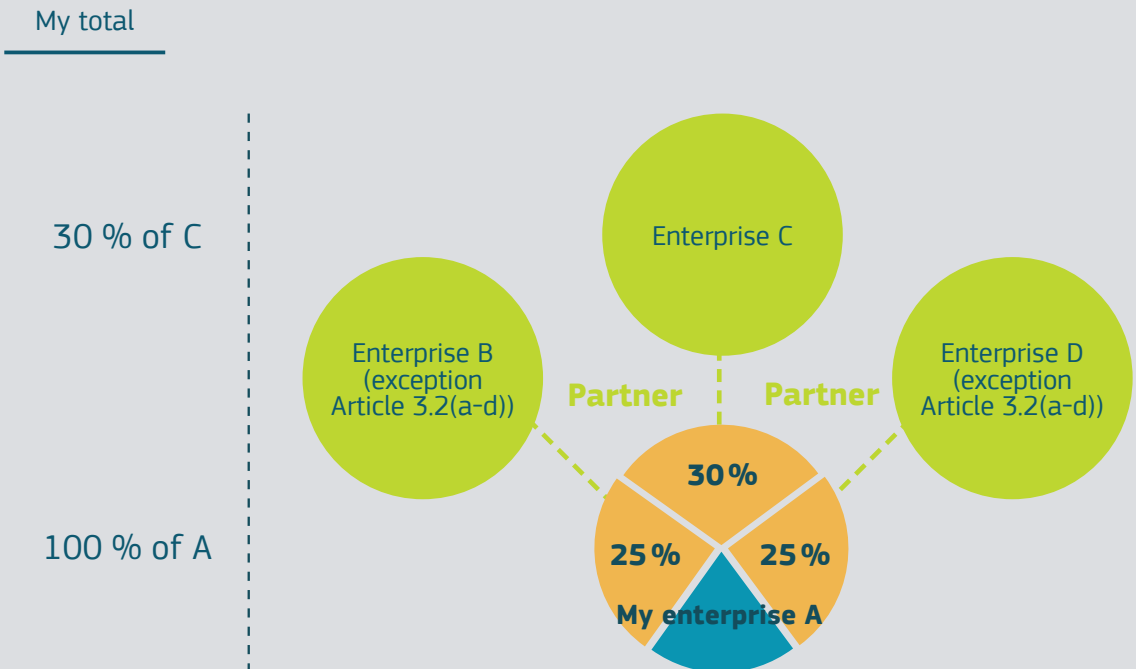 My total
30 % of C
100 % of A
Enterprise C
Enterprise B
(exception
Article 3.2(a-d))
Enterprise D
(exception
Article 3.2(a-d))
Partner
Partner
30 %
25 %
25 %
My enterprise A